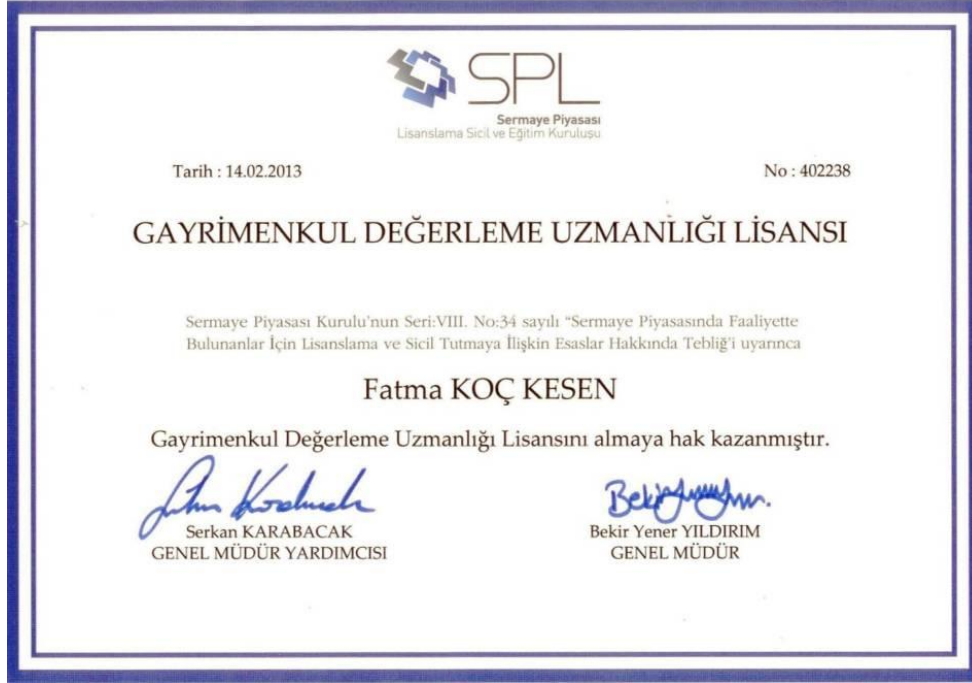 SPL
Sermaye Piyasası
Lisanslama Sicil ve Eğitim Kuruluşu
Tarih : 14.02.2013
No : 402238
GAYRİMENKUL DEĞERLEME UZMANLIĞI LİSANSI
Sermaye Piyasası Kurulu'nun Seri:VIII. No:34 sayılı "Sermaye Piyasasında Faaliyette
Bulunanlar İçin Lisanslama ve Sicil Tutmaya İlişkin Esaslar Hakkında Tebliğ'i uyarınca
Fatma KOÇ KESEN
Gayrimenkul Değerleme Uzmanlığı Lisansını almaya hak kazanmıştır.
Serkan KARABACAK
GENEL MÜDÜR YARDIMCISI
Bekir Yener YILDIRIM
GENEL MÜDÜR